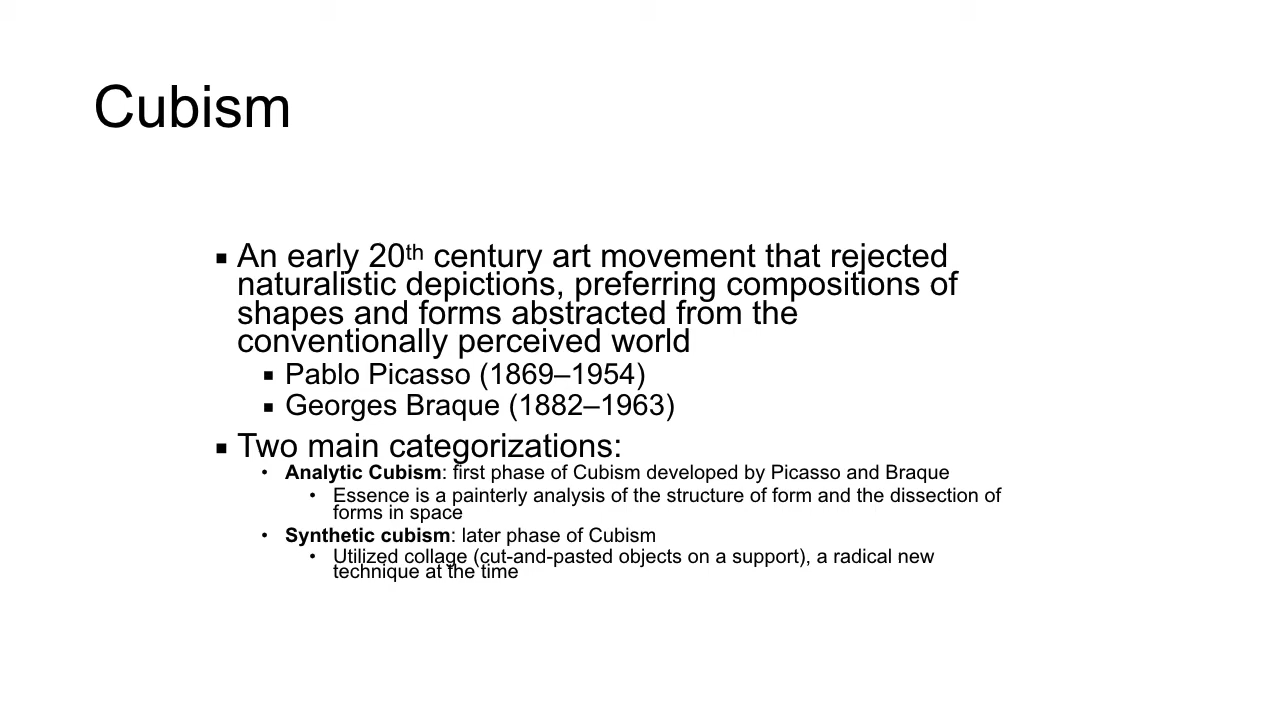 Cubism
▪ An early 20th century art movement that rejected
naturalistic depictions, preferring compositions of
shapes and forms abstracted from the
conventionally perceived world
▪ Pablo Picasso (1869–1954)
▪ Georges Braque (1882–1963)
▪ Two main categorizations:
• Analytic Cubism: first phase of Cubism developed by Picasso and Braque
• Essence is a painterly analysis of the structure of form and the dissection of
forms in space
• Synthetic cubism: later phase of Cubism
• Utilized collage (cut-and-pasted objects on a support), a radical new
technique at the time